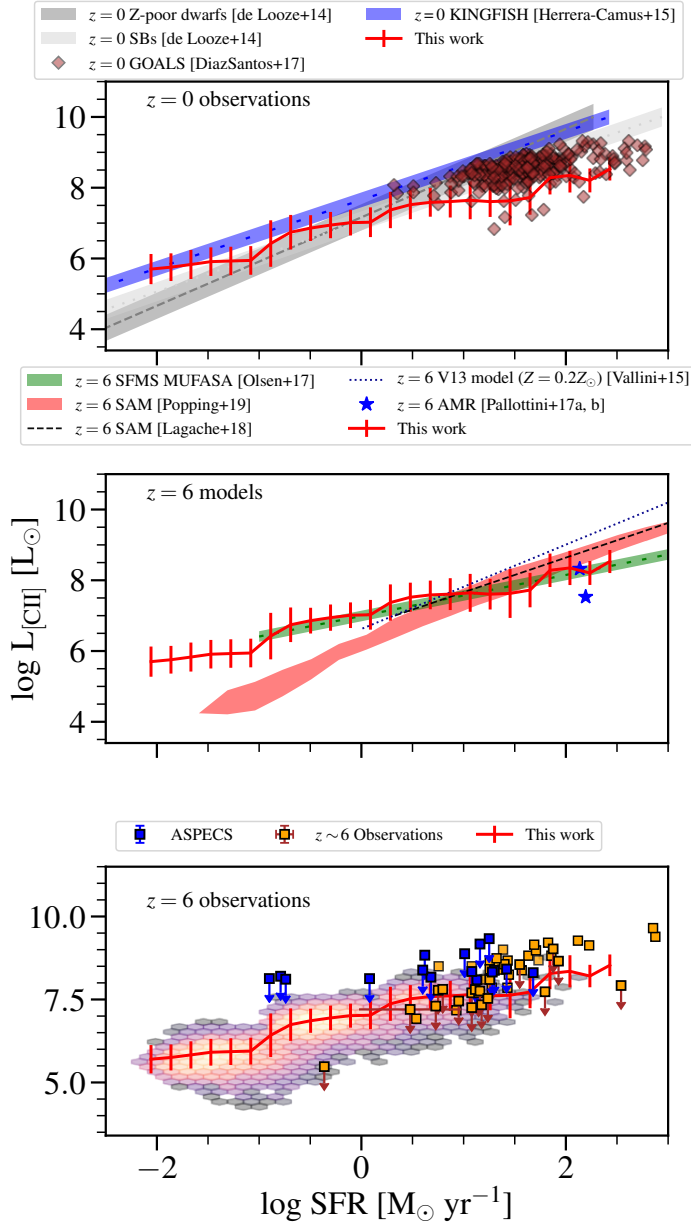 z = 0 Z-poor dwarfs [de Looze+14]
z = 0 SBs [de Looze+14]
z = 0 GOALS [DiazSantos+17]
z = 0 KINGFISH [Herrera-Camus+15]
This work
z = 0 observations
10
8
6
4
z = 6 SFMS MUFASA [Olsen+17]
z = 6 SAM [Popping+19]
z = 6 SAM [Lagache+18]
z = 6 V13 model (Z = 0.2Z⊙) [Vallini+15]
z = 6 AMR [Pallottini+17a, b]
This work
z = 6 models
10
8
6
4
log L[CII] [L⊙]
ASPECS
z ∼ 6 Observations
This work
z = 6 observations
10.0
7.5
5.0
−2
0
2
log SFR [M⊙ yr−1]